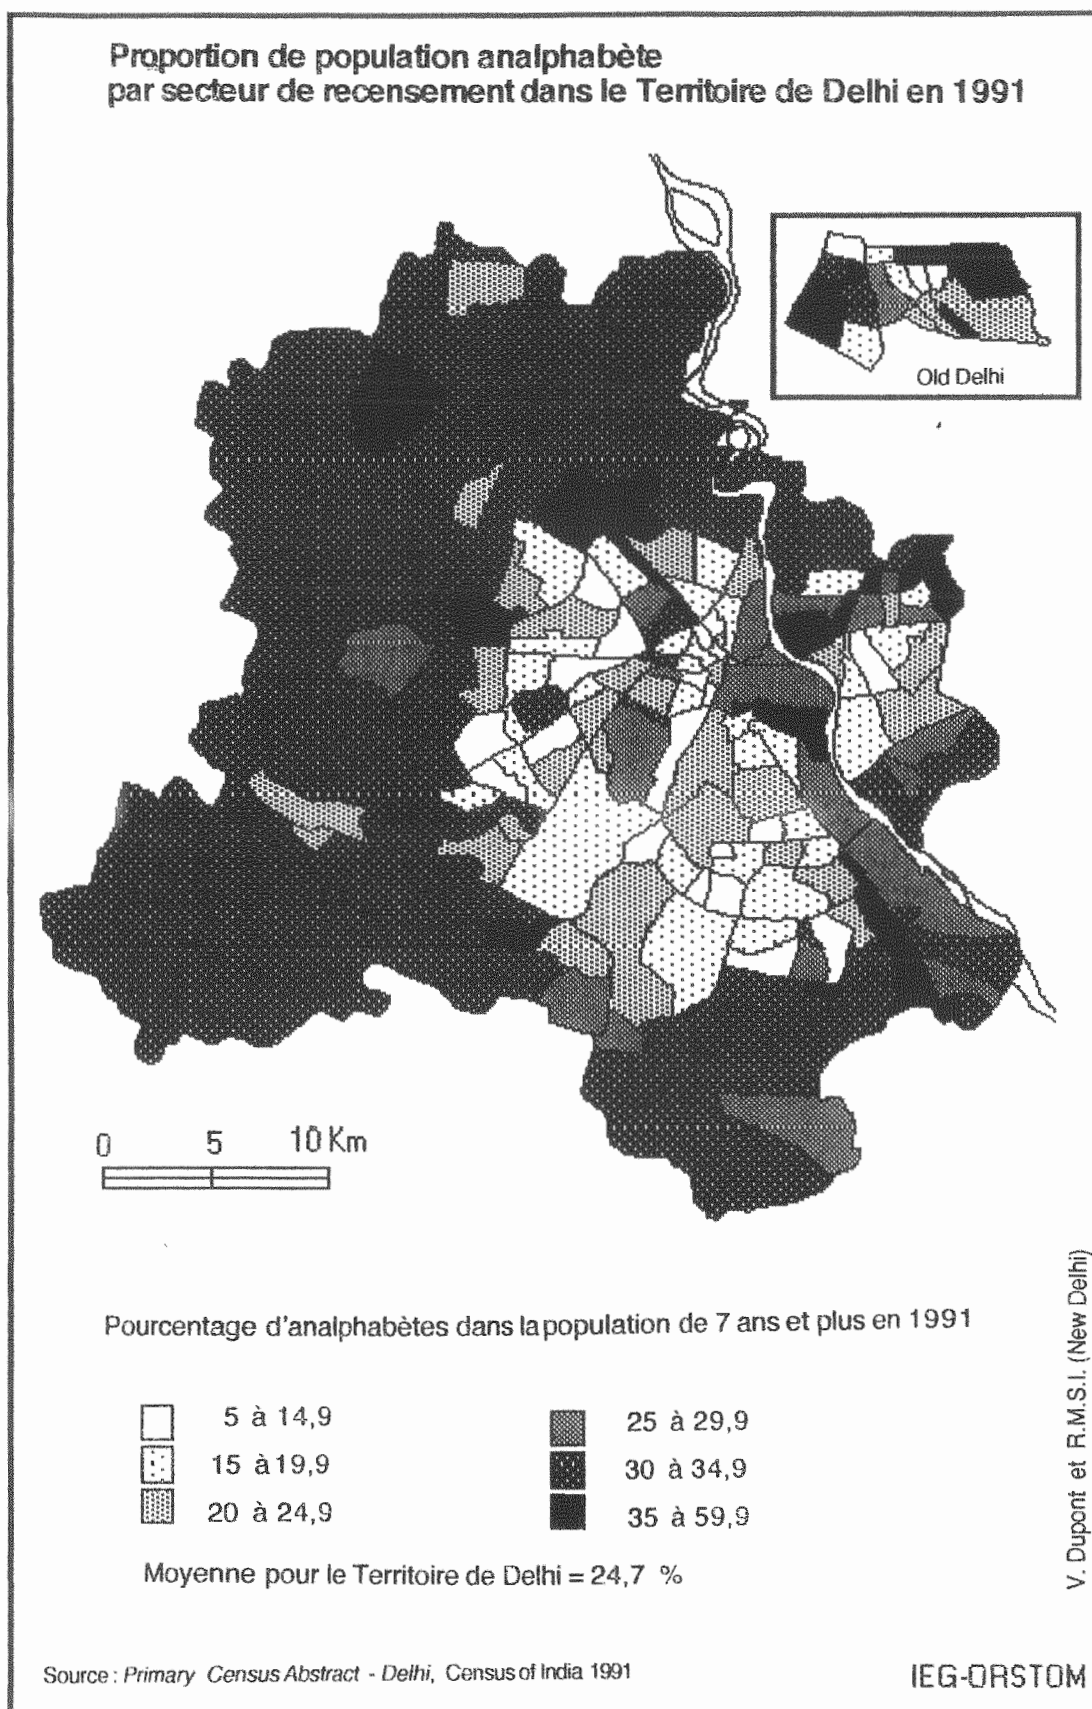 Proportion de population analphabète
par secteur de recensement dans le Territoire de Delhi en 1991
Old Delhi
0 5 10 Km
Pourcentage d'analphabètes dans la population de 7 ans et plus en 1991
5 à 14,9
15 à 19,9
20 à 24,9
25 à 29,9
30 à 34,9
35 à 59,9
Moyenne pour le Territoire de Delhi = 24,7 %
V. Dupont et R.M.S.I. (New Delhi)
Source : Primary Census Abstract - Delhi, Census of India 1991
IEG-ORSTOM